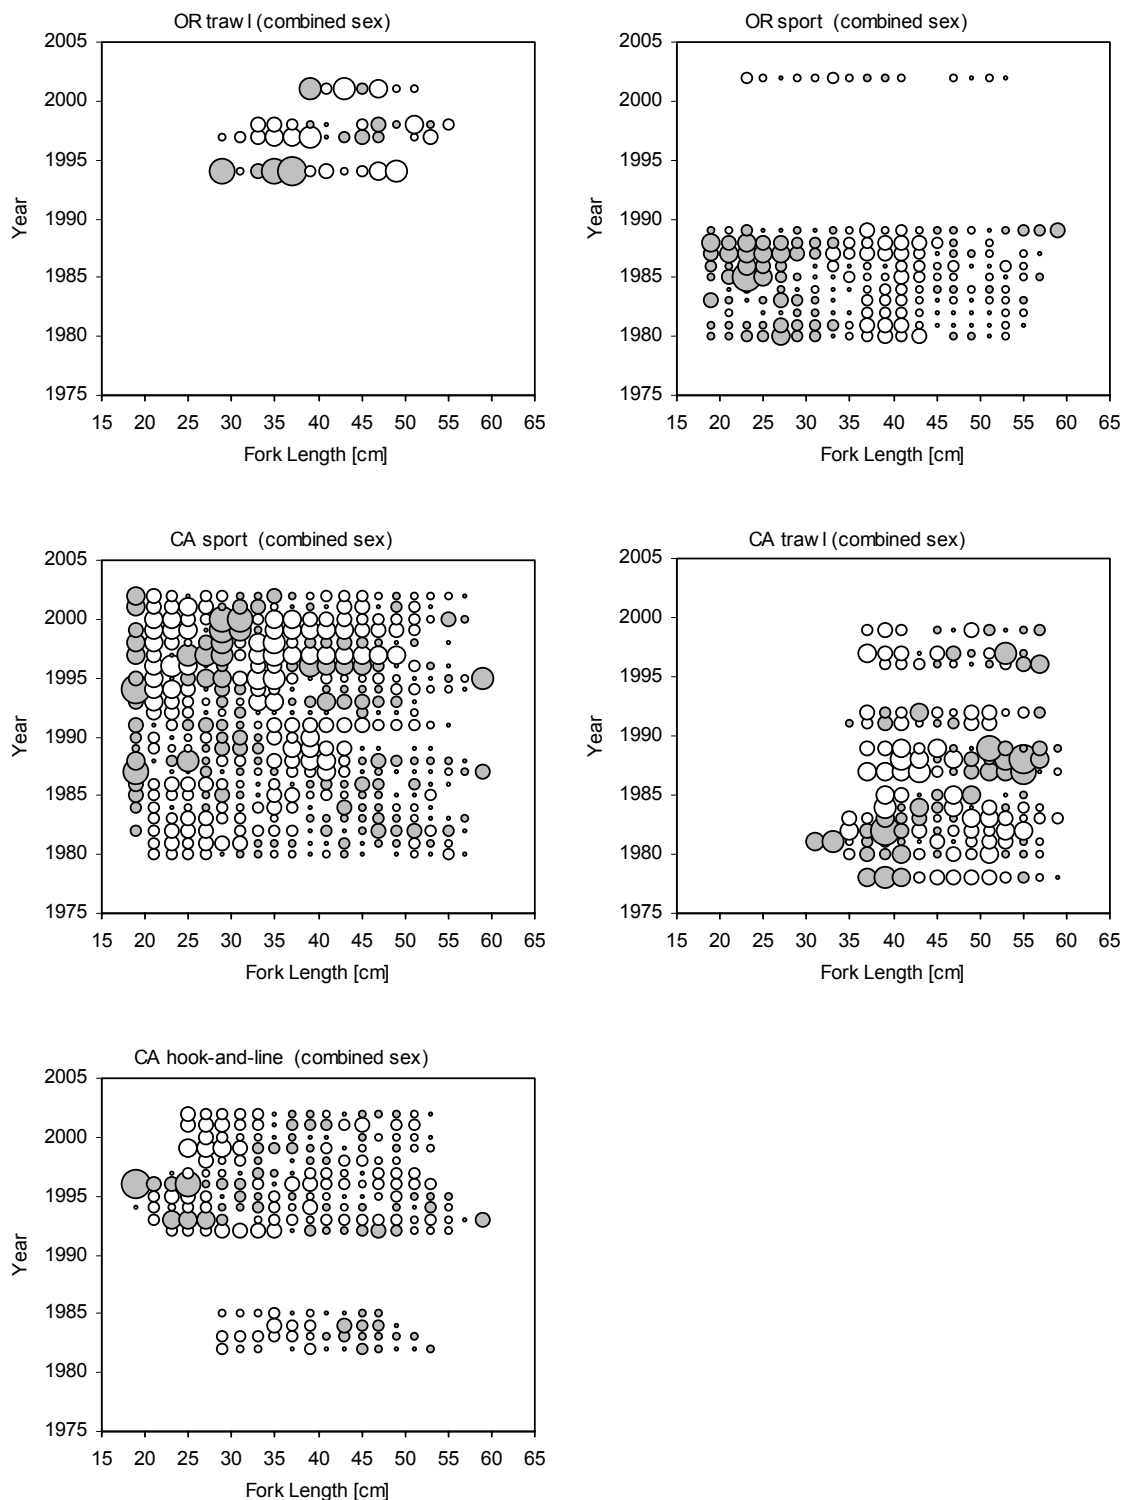 OR trawl (combined sex)
2005
2000
1995
1990
1985
1980
1975
Year
15 20 25 30 35 40 45 50 55 60 65
Fork Length [cm]
OR sport (combined sex)
2005
2000
1995
1990
1985
1980
1975
Year
15 20 25 30 35 40 45 50 55 60 65
Fork Length [cm]
CA sport (combined sex)
2005
2000
1995
1990
1985
1980
1975
Year
15 20 25 30 35 40 45 50 55 60 65
Fork Length [cm]
CA trawl (combined sex)
2005
2000
1995
1990
1985
1980
1975
Year
15 20 25 30 35 40 45 50 55 60 65
Fork Length [cm]
CA hook-and-line (combined sex)
2005
2000
1995
1990
1985
1980
1975
Year
15 20 25 30 35 40 45 50 55 60 65
Fork Length [cm]